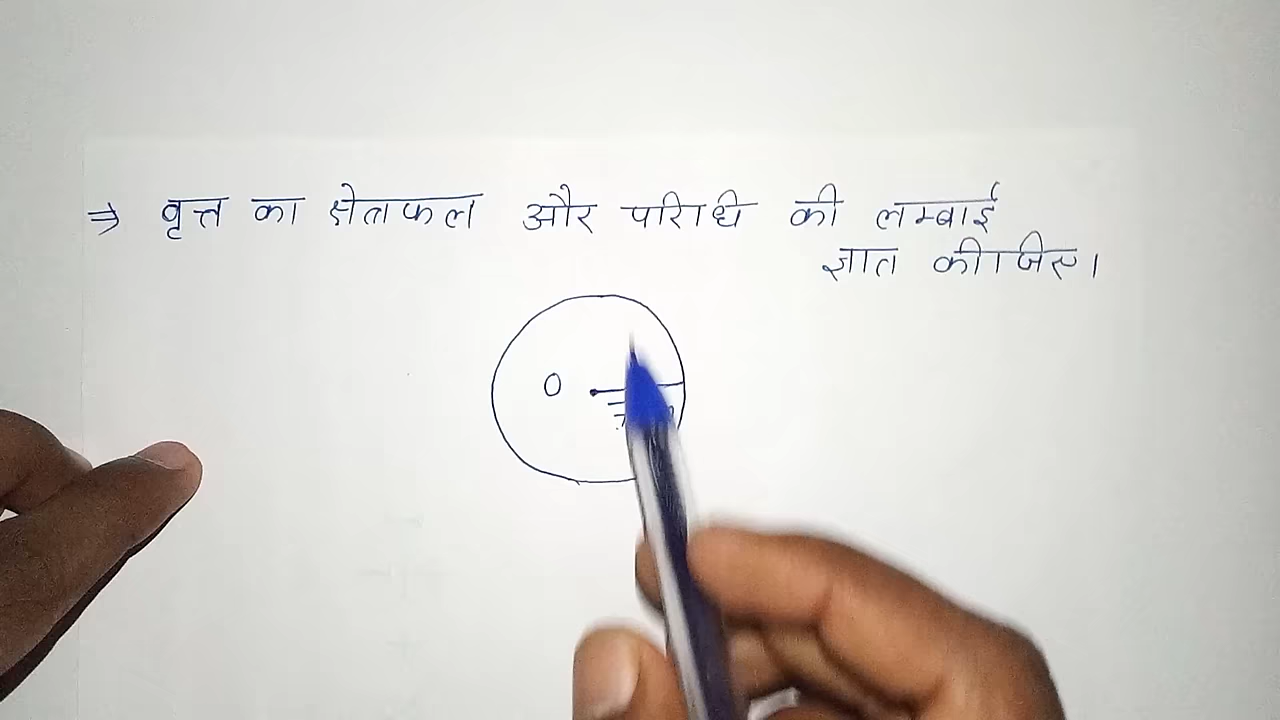 ⇒ वृत्त का क्षेत्रफल और परिधि की लम्बाई
ज्ञात कीजिए।
O